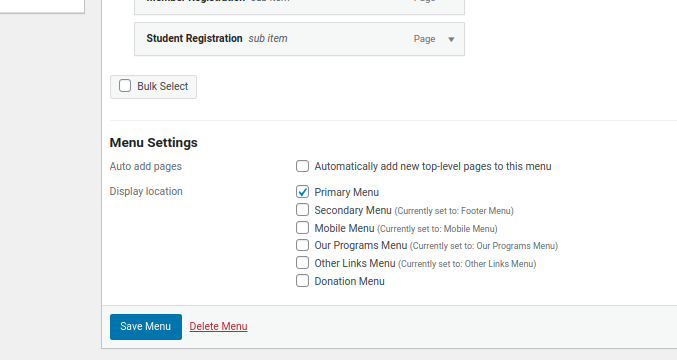 Member Registration sub item Page
Student Registration sub item Page
Bulk Select
Menu Settings
Auto add pages Automatically add new top-level pages to this menu
Display location Primary Menu
Secondary Menu (Currently set to: Footer Menu)
Mobile Menu (Currently set to: Mobile Menu)
Our Programs Menu (Currently set to: Our Programs Menu)
Other Links Menu (Currently set to: Other Links Menu)
Donation Menu
Save Menu Delete Menu